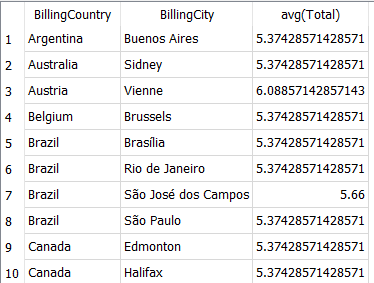 BillingCountry BillingCity avg(Total)
1 Argentina Buenos Aires 5.37428571428571
2 Australia Sidney 5.37428571428571
3 Austria Vienne 6.08857142857143
4 Belgium Brussels 5.37428571428571
5 Brazil Brasília 5.37428571428571
6 Brazil Rio de Janeiro 5.37428571428571
7 Brazil São José dos Campos 5.66
8 Brazil São Paulo 5.37428571428571
9 Canada Edmonton 5.37428571428571
10 Canada Halifax 5.37428571428571